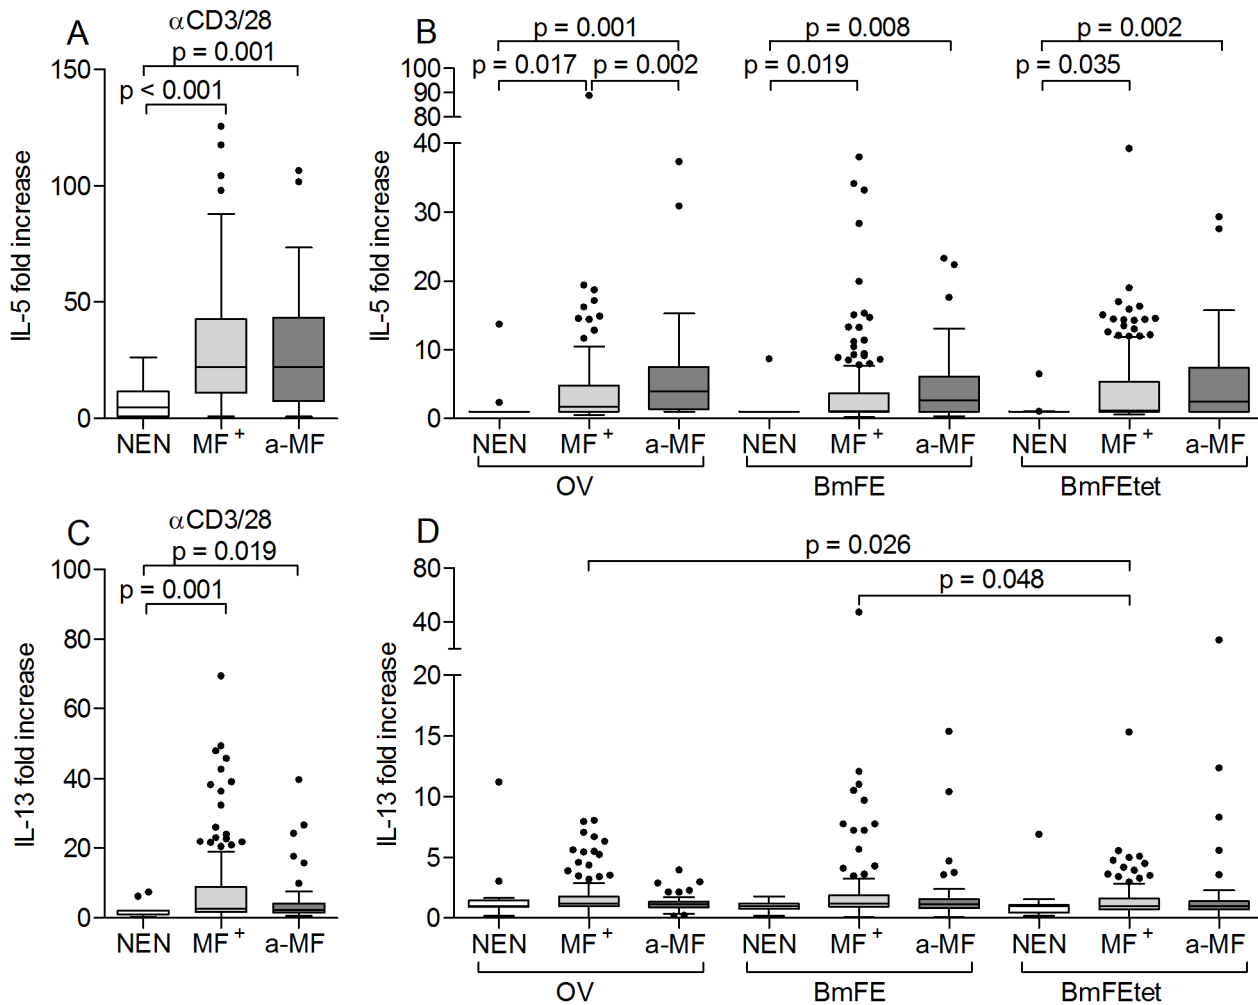 A
αCD3/28
p = 0.001
p < 0.001
150
100
50
0
IL-5 fold increase
NEN MF + a-MF
B
p = 0.001 p = 0.008 p = 0.002
p = 0.017 p = 0.002 p = 0.019 p = 0.035
100
90
80
40
30
20
10
0
IL-5 fold increase
NEN MF + a-MF NEN MF + a-MF NEN MF + a-MF
OV BmFE BmFEtet
C
αCD3/28
p = 0.019
p = 0.001
100
80
60
40
20
0
IL-13 fold increase
NEN MF + a-MF
D
p = 0.026
p = 0.048
80
40
20
15
10
5
0
IL-13 fold increase
NEN MF + a-MF NEN MF + a-MF NEN MF + a-MF
OV BmFE BmFEtet